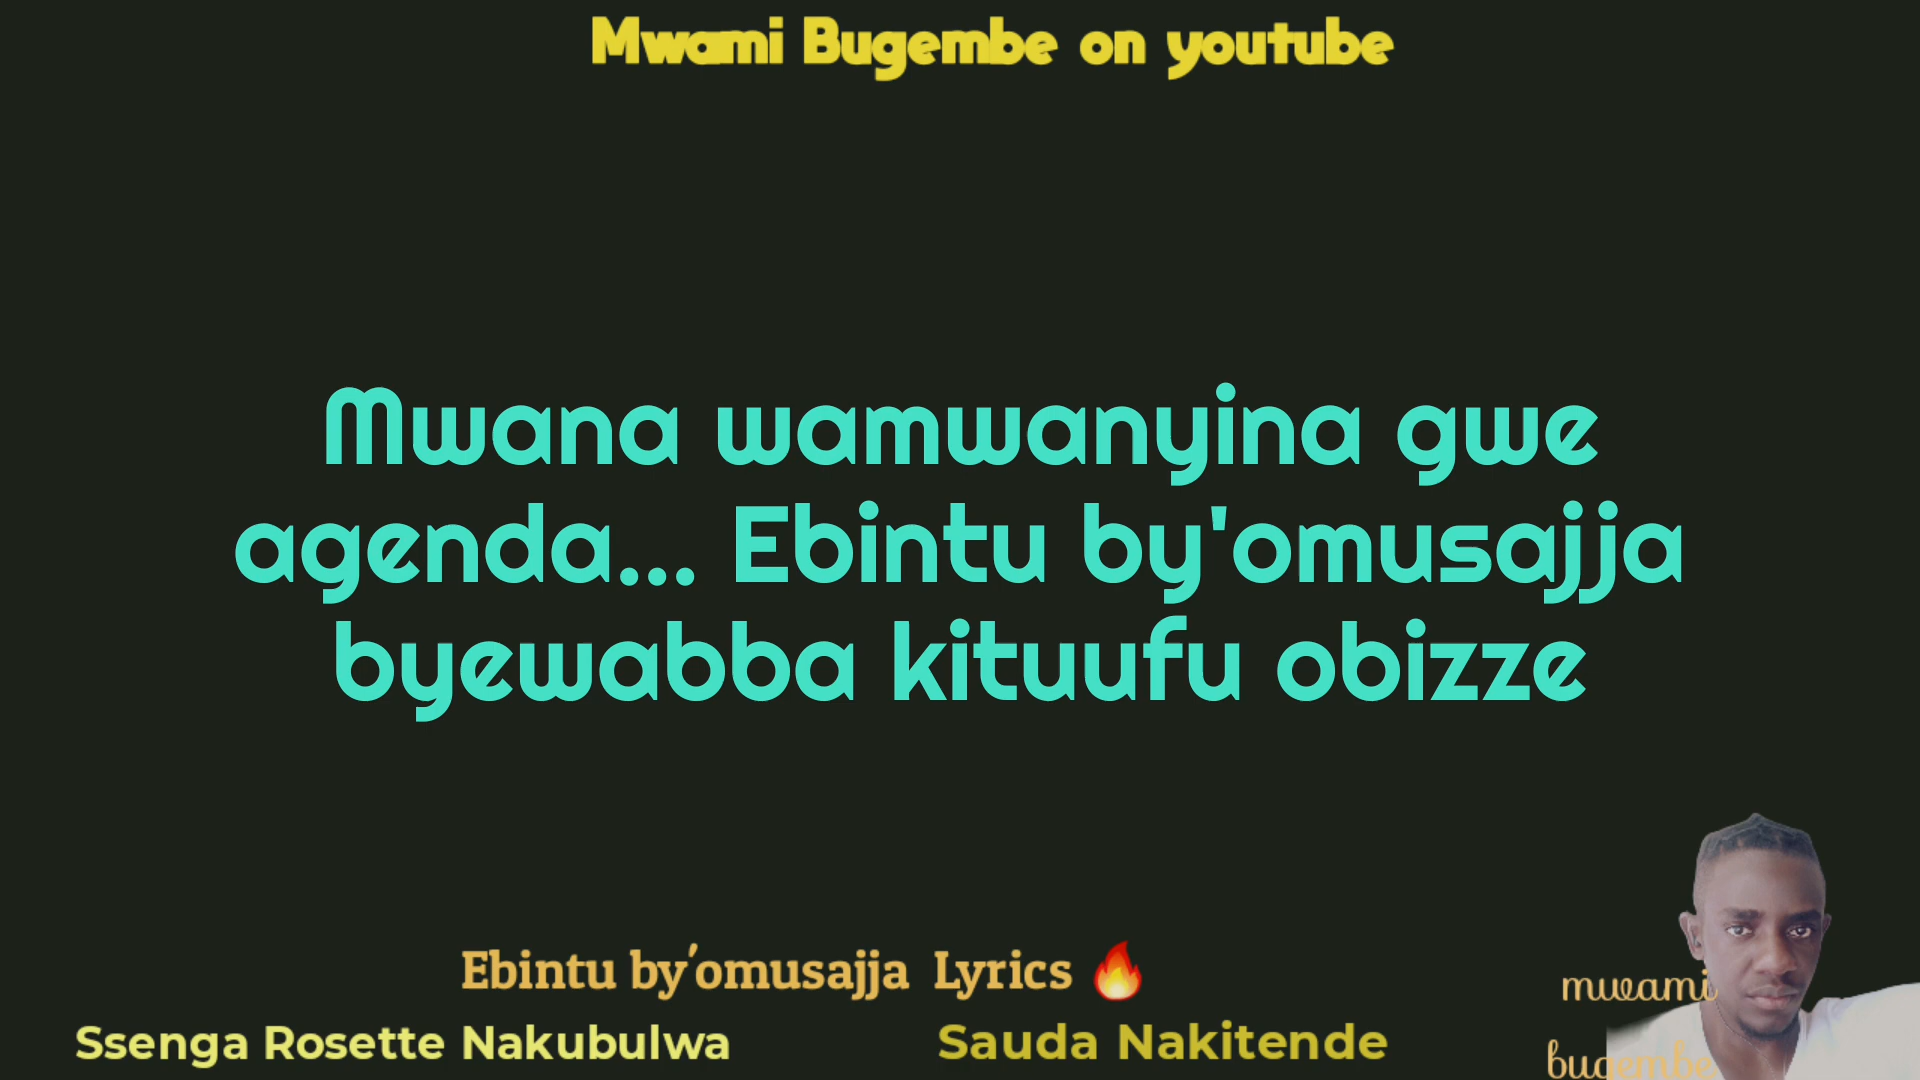 Mwami Bugembe on youtube
Mwana wamwanyina gwe
agenda... Ebintu by'omusajja
byewabba kituufu obizze
Ebintu by'omusajja Lyrics
Ssenga Rosette Nakubulwa
Sauda Nakitende
mwami
bugembe